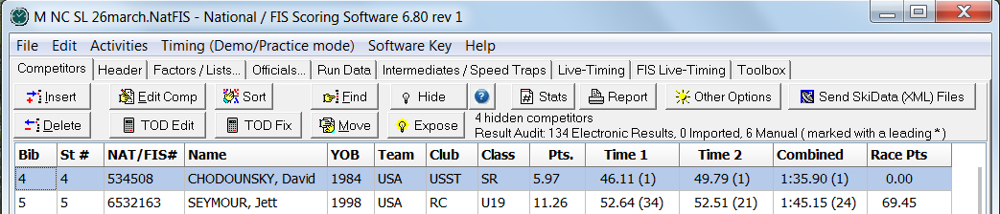 M NC SL 26march.NatFIS - National / FIS Scoring Software 6.80 rev 1
File Edit Activities Timing (Demo/Practice mode) Software Key Help
Competitors Header Factors / Lists... Officials... Run Data Intermediates / Speed Traps Live-Timing FIS Live-Timing Toolbox
Insert Edit Comp Sort Find Hide ? Stats Report Other Options Send SkiData (XML) Files
Delete TOD Edit TOD Fix Move Expose 4 hidden competitors
Result Audit: 134 Electronic Results, 0 Imported, 6 Manual ( marked with a leading * )
Bib St # NAT/FIS# Name YOB Team Club Class Pts. Time 1 Time 2 Combined Race Pts
4 4 534508 CHODOUNSKY, David 1984 USA USST SR 5.97 46.11 (1) 49.79 (1) 1:35.90 (1) 0.00
5 5 6532163 SEYMOUR, Jett 1998 USA RC U19 11.26 52.64 (34) 52.51 (21) 1:45.15 (24) 69.45